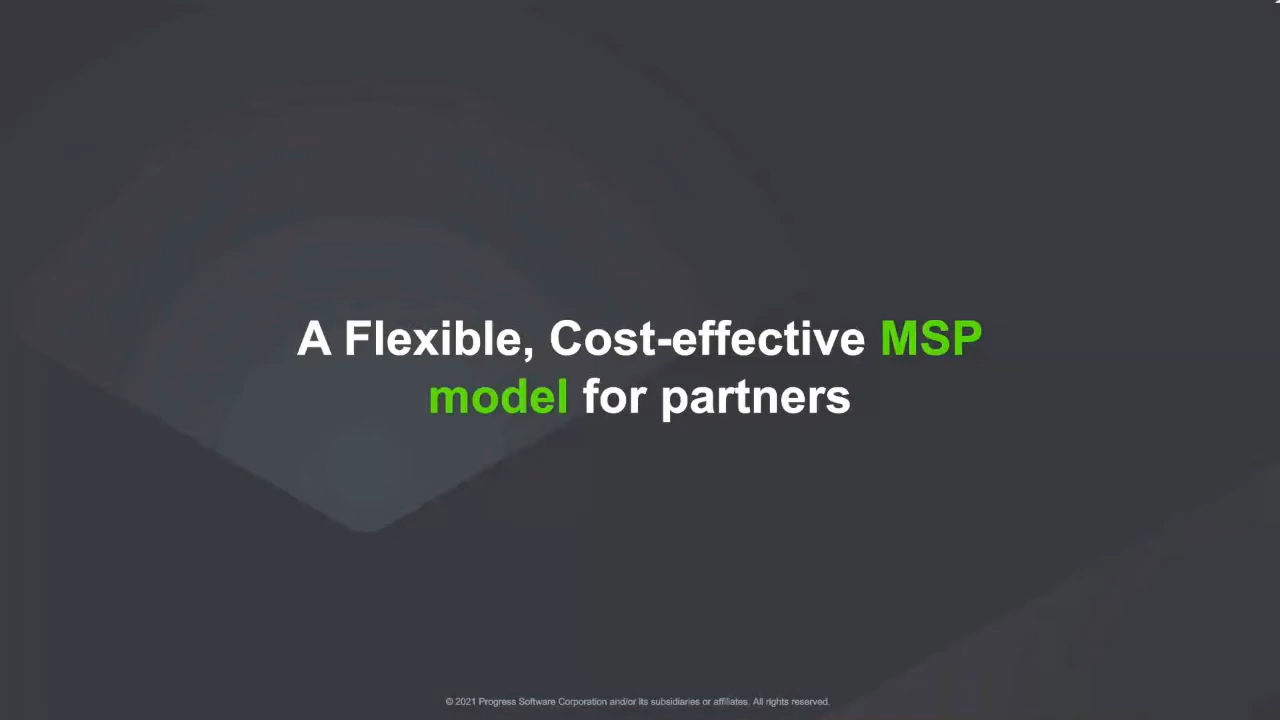 A Flexible, Cost-effective MSP
model for partners
© 2021 Progress Software Corporation and/or its subsidiaries or affiliates. All rights reserved.